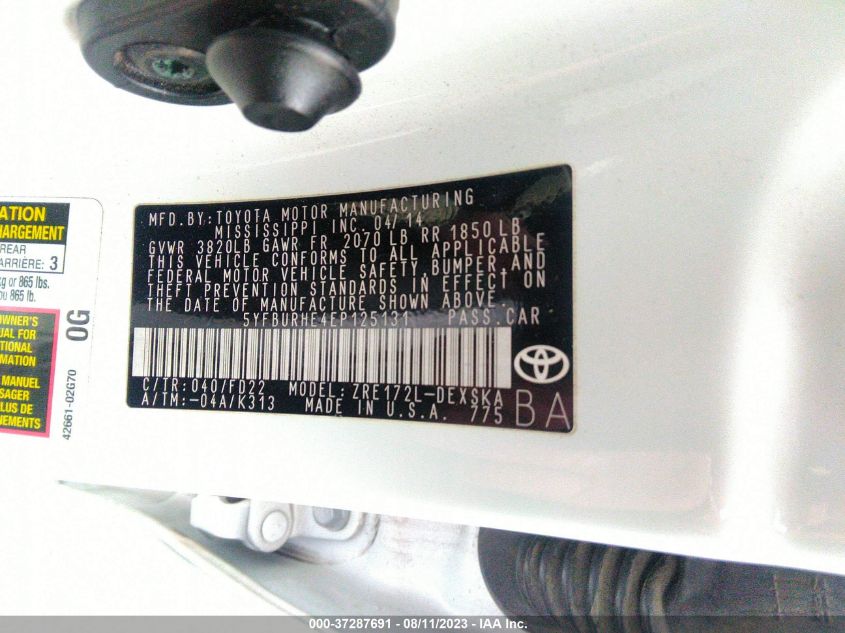 MFD.BY:TOYOTA MOTOR MANUFACTURING
MISSISSIPPI INC. 04/14
GVWR 3820LB GAWR FR 2070 LB RR 1850 LB
THIS VEHICLE CONFORMS TO ALL APPLICABLE
FEDERAL MOTOR VEHICLE SAFETY, BUMPER AND
THEFT PREVENTION STANDARDS IN EFFECT ON
THE DATE OF MANUFACTURE SHOWN ABOVE.
5YFBURHE4EP125131 PASS.CAR
C/TR:040/FD22 MODEL:ZRE172L-DEXSKA
A/TM:-04A/K313 MADE IN U.S.A. 775
BA
ATION
HARGEMENT
REAR
ARRIÈRE: 3
kg or 865 lbs.
ou 865 lb.
OWNER'S
UAL FOR
TIONAL
RMATION
MANUEL
SAGER
PLUS DE
NEMENTS
0G
42661-02G70
000-37287691 - 08/11/2023 - IAA Inc.